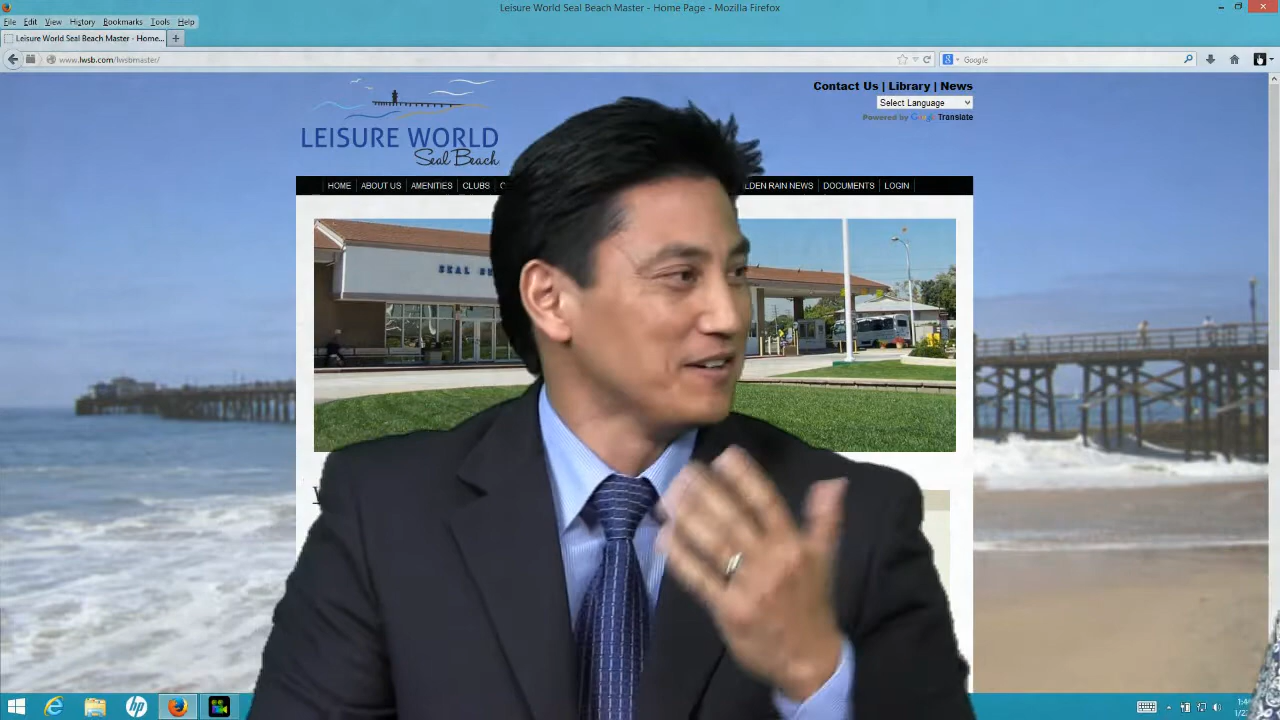 Leisure World Seal Beach Master - Home Page - Mozilla Firefox
File Edit View History Bookmarks Tools Help
Leisure World Seal Beach Master - Home... +
www.lwsb.com/lwsbmaster/
Google
Contact Us | Library | News
Select Language
Powered by Google Translate
LEISURE WORLD
Seal Beach
HOME ABOUT US AMENITIES CLUBS RAIN NEWS DOCUMENTS LOGIN
SEAL
hp